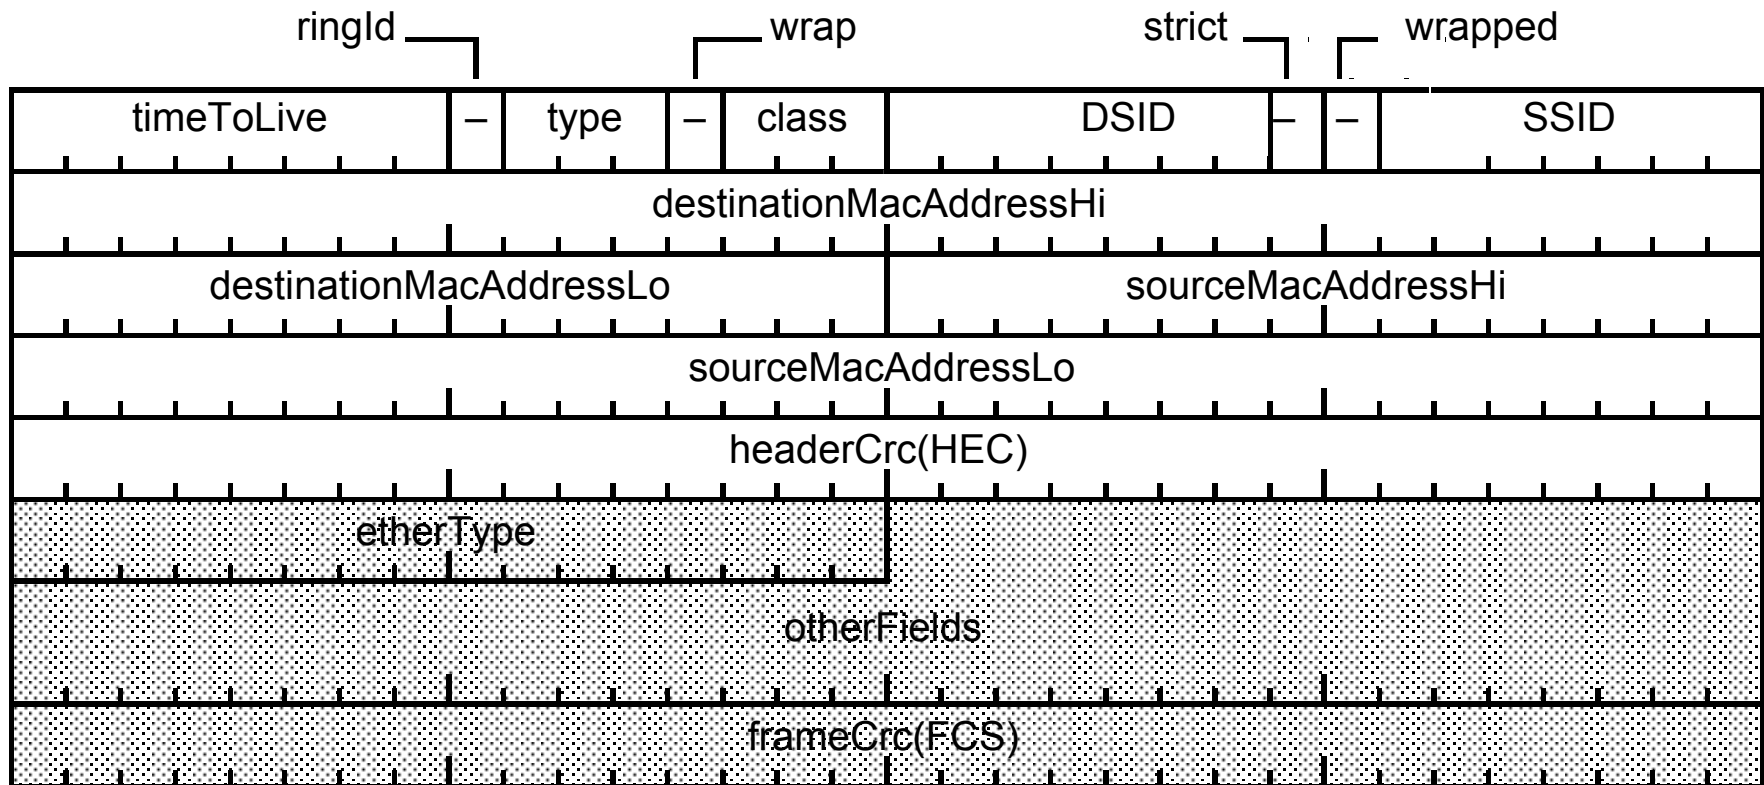 ringId wrap strict wrapped
timeToLive – type – class DSID – – SSID
destinationMacAddressHi
destinationMacAddressLo sourceMacAddressHi
sourceMacAddressLo
headerCrc(HEC)
etherType
otherFields
frameCrc(FCS)